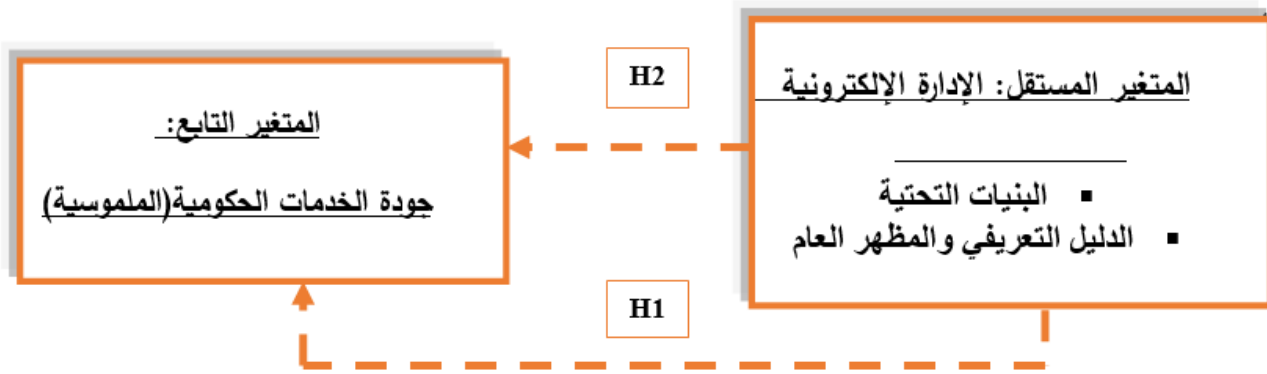 المتغير المستقل: الإدارة الإلكترونية
▪ البنيات التحتية
▪ الدليل التعريفي والمظهر العام
H2
المتغير التابع:
جودة الخدمات الحكومية(الملموسية)
H1